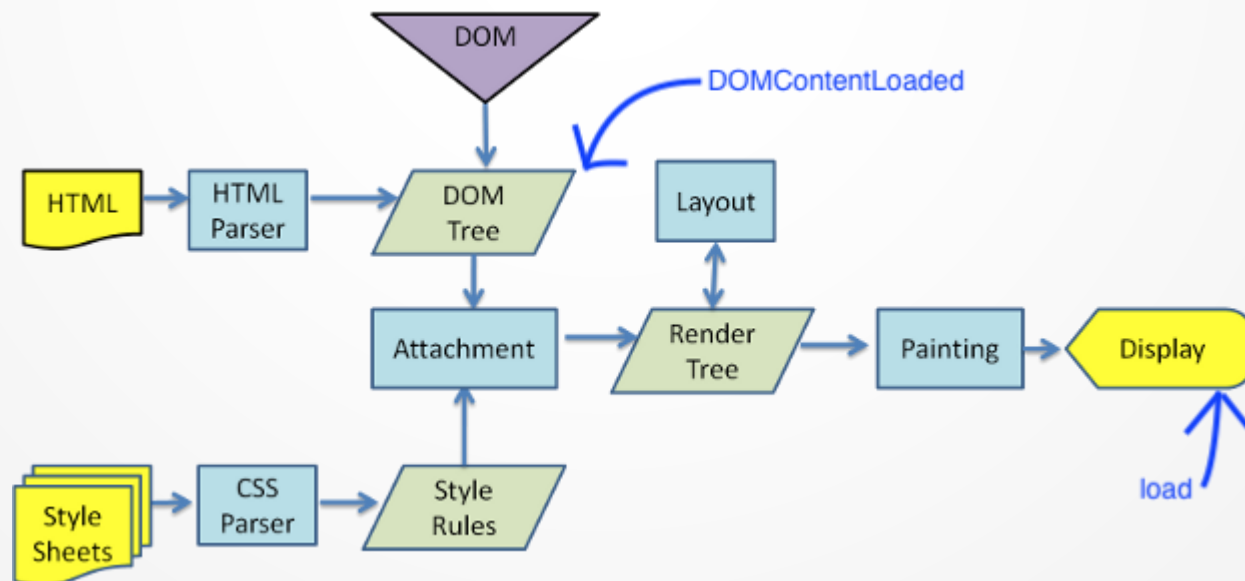 DOM
DOMContentLoaded
HTML
HTML
Parser
DOM
Tree
Layout
Attachment
Render
Tree
Painting
Display
Style
Sheets
CSS
Parser
Style
Rules
load